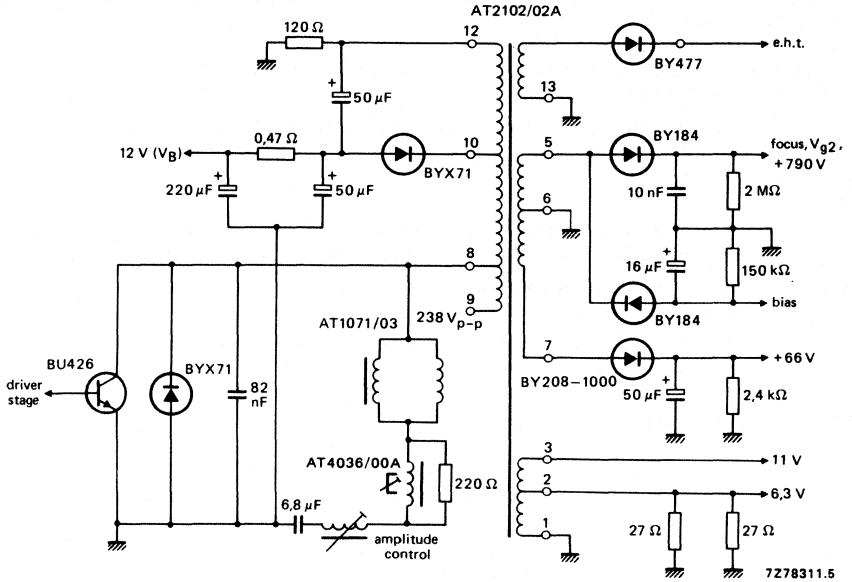 AT2102/02A
120 Ω
12
e.h.t.
BY477
+
50 μF
13
0,47 Ω
10
5
BY184
focus, Vg2,
+790 V
12 V (VB)
BYX71
+
220 μF
+
50 μF
10 nF
2 MΩ
6
8
+
16 μF
150 kΩ
9
238 Vp-p
bias
AT1071/03
BY184
7
+66 V
BU426
BYX71
BY208-1000
+
50 μF
2,4 kΩ
driver
stage
82
nF
AT4036/00A
3
11 V
220 Ω
2
6,3 V
6,8 μF
1
27 Ω
27 Ω
amplitude
control
7Z78311.5